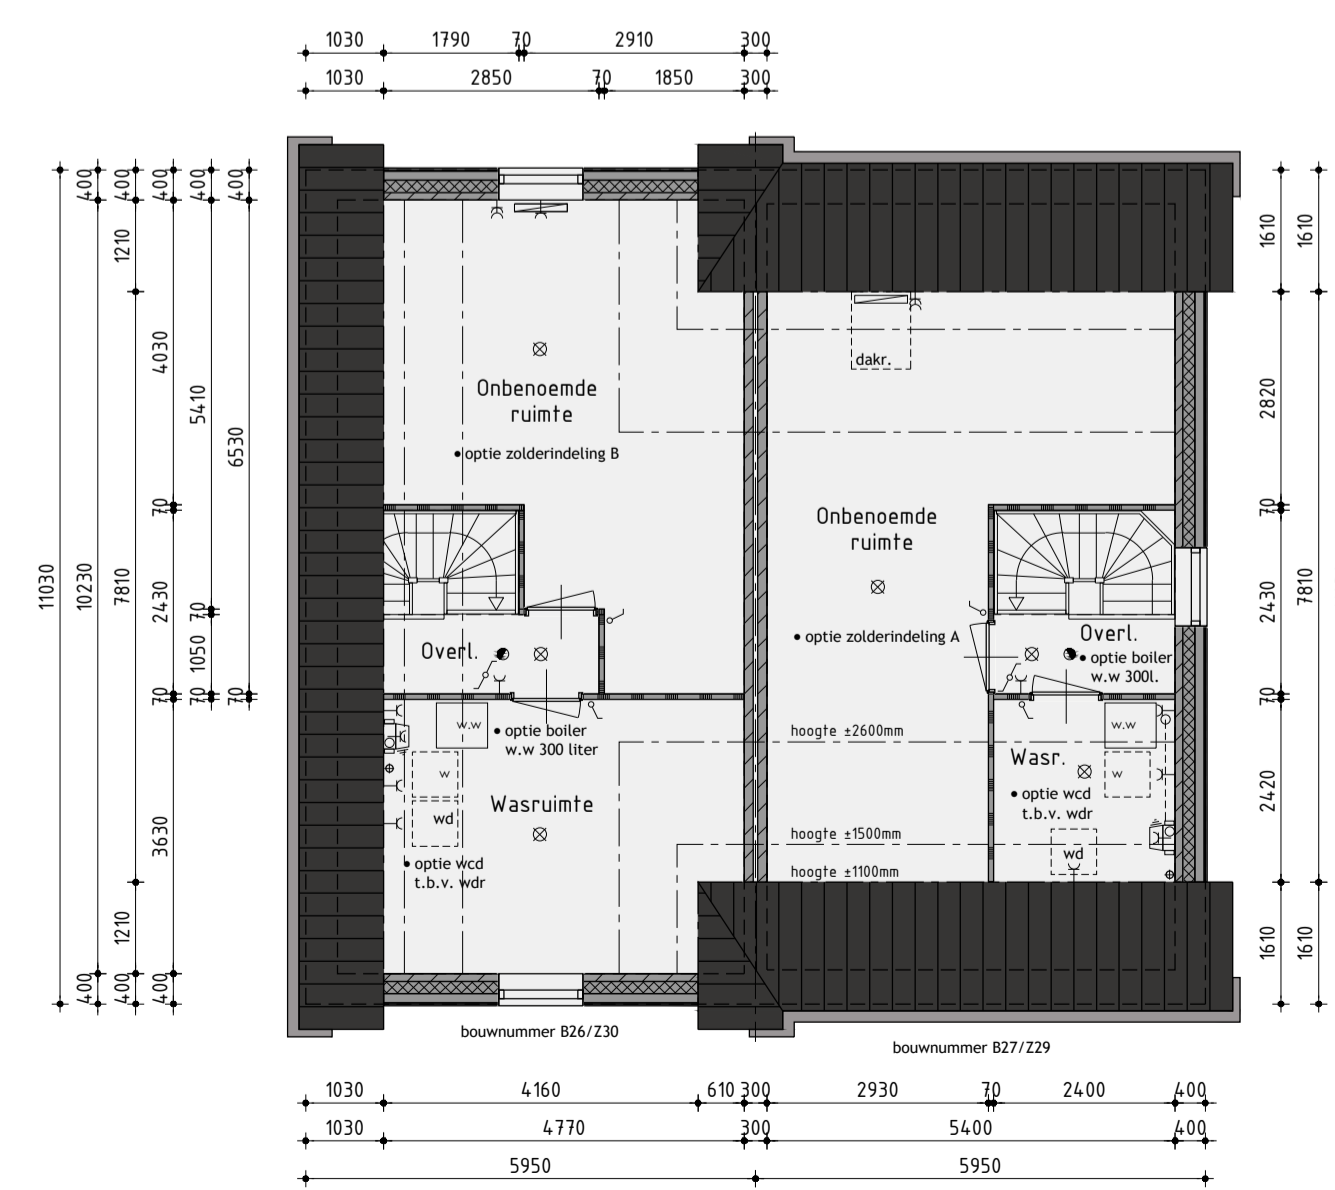 1030 1790 70 2910 300
1030 2850 70 1850 300
400 400 400 400 400
1210
4030
5410
6530
70
11030
10230
7810
2430
70
1050
70 70 70
3630
1210
400 400 400
1610 1610
2820
70
2430
7810
70
2420
1610 1610
dakr.
Onbenoemde
ruimte
• optie zolderindeling B
Onbenoemde
ruimte
• optie zolderindeling A
Overl.
Overl.
• optie boiler
w.w 300l.
w.w
• optie boiler
w.w 300 liter
w
wd
Wasruimte
• optie wcd
t.b.v. wdr
hoogte ±2600mm
hoogte ±1500mm
hoogte ±1100mm
w.w
Wasr.
w
• optie wcd
t.b.v. wdr
wd
bouwnummer B26/Z30
bouwnummer B27/Z29
1030 4160 610 300 2930 70 2400 400
1030 4770 300 5400 400
5950 5950